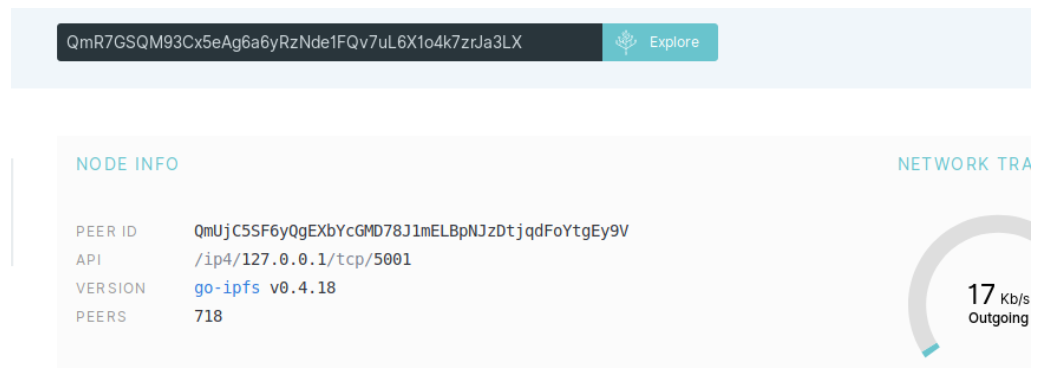 QmR7GSQM93Cx5eAg6a6yRzNde1FQv7uL6X1o4k7zrJa3LX Explore
NODE INFO
PEER ID QmUjC5SF6yQgEXbYcGMD78J1mELBpNJzDtjqdFoYtgEy9V
API /ip4/127.0.0.1/tcp/5001
VERSION go-ipfs v0.4.18
PEERS 718
NETWORK TRA
17 Kb/s
Outgoing